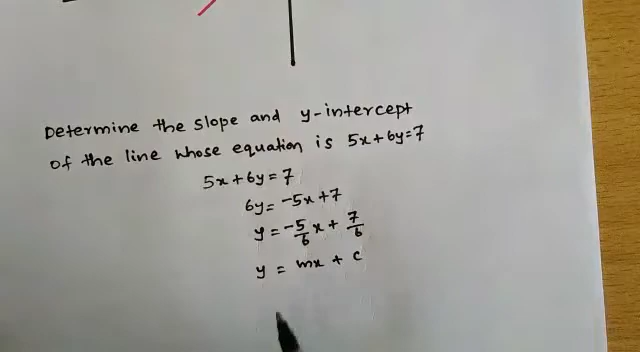 Determine the slope and y-intercept
of the line whose equation is 5x+6y=7
5x+6y=7
6y=-5x+7
y=-5/6 x + 7/6
y = mx + c